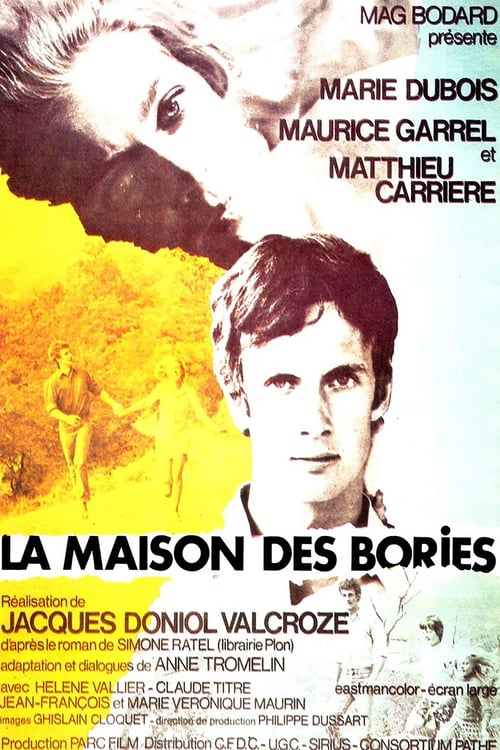 MAG BODARD
présente
MARIE DUBOIS
MAURICE GARREL
et
MATTHIEU
CARRIERE
LA MAISON DES BORIES
Réalisation de
JACQUES DONIOL VALCROZE
d'après le roman de SIMONE RATEL (librairie Plon)
adaptation et dialogues de ANNE TROMELIN
avec HELENE VALLIER - CLAUDE TITRE
JEAN-FRANÇOIS et MARIE VERONIQUE MAURIN
eastmancolor - écran large
images GHISLAIN CLOQUET - direction de production PHILIPPE DUSSART
Production PARC FILM Distribution C.F.D.C. - U.G.C. - SIRIUS - CONSORTIUM PATHE